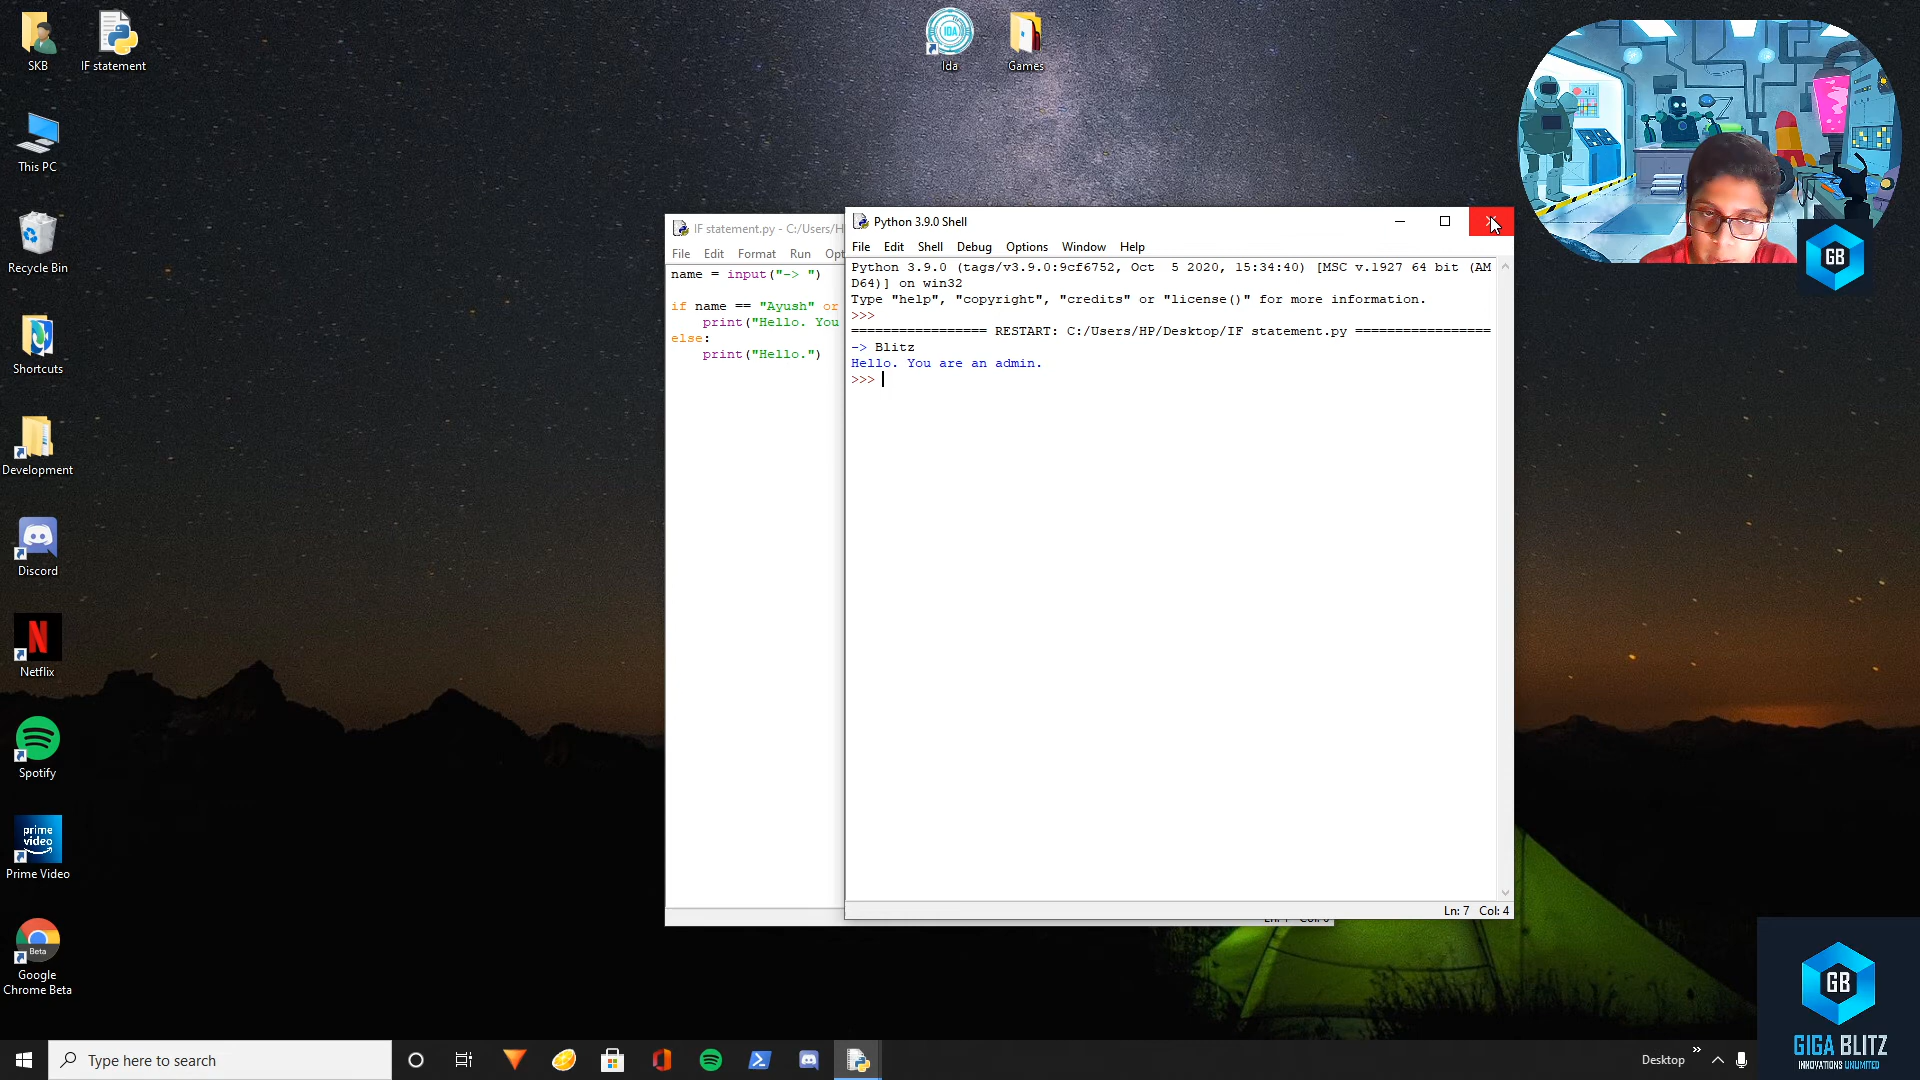 SKB
IF statement
This PC
Recycle Bin
Shortcuts
Development
Discord
Netflix
Spotify
prime
video
Prime Video
Beta
Google
Chrome Beta
IDA
Ida
Games
IF statement.py - C:/Users/H
File Edit Format Run Opt
name = input("-> ")
if name == "Ayush" or
print("Hello. You
else:
print("Hello.")
Python 3.9.0 Shell
File Edit Shell Debug Options Window Help
Python 3.9.0 (tags/v3.9.0:9cf6752, Oct 5 2020, 15:34:40) [MSC v.1927 64 bit (AM
D64)] on win32
Type "help", "copyright", "credits" or "license()" for more information.
>>>
================= RESTART: C:/Users/HP/Desktop/IF statement.py =================
-> Blitz
Hello. You are an admin.
>>>
Ln: 7 Col: 4
GB
GB
GIGA BLITZ
INNOVATIONS UNLIMITED
Type here to search
Desktop